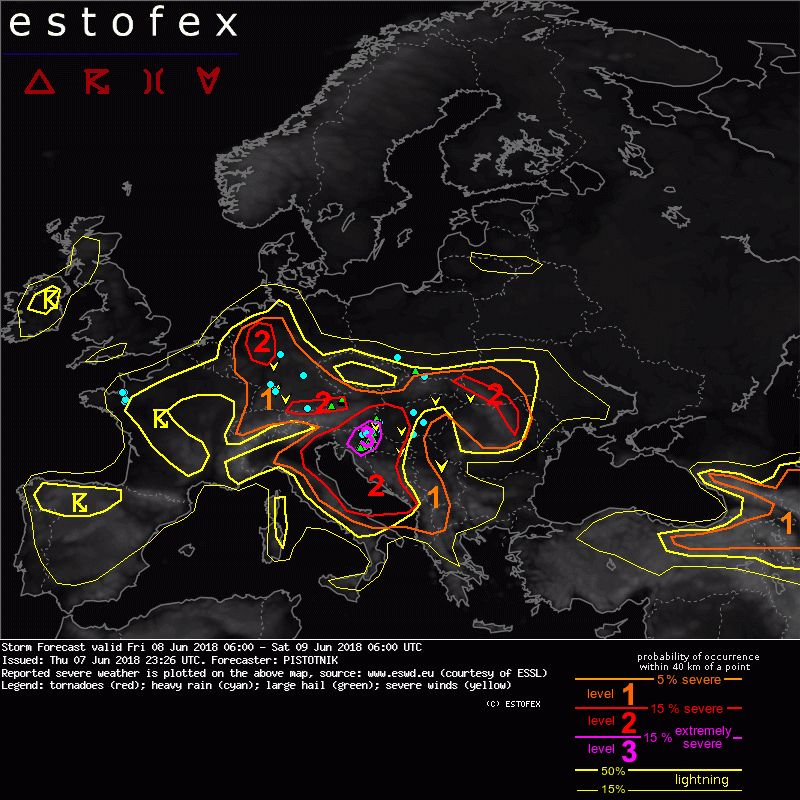 estofex
2
2
2
1
3
2
1
1
Storm Forecast valid Fri 08 Jun 2018 06:00 - Sat 09 Jun 2018 06:00 UTC
Issued: Thu 07 Jun 2018 23:26 UTC. Forecaster: PISTOTNIK
Reported severe weather is plotted on the above map, source: www.eswd.eu (courtesy of ESSL)
Legend: tornadoes (red); heavy rain (cyan); large hail (green); severe winds (yellow)
(C) ESTOFEX
probability of occurrence
within 40 km of a point
5 % severe
level 1
15 % severe
level 2
15 % extremely severe
level 3
50%
lightning
15%